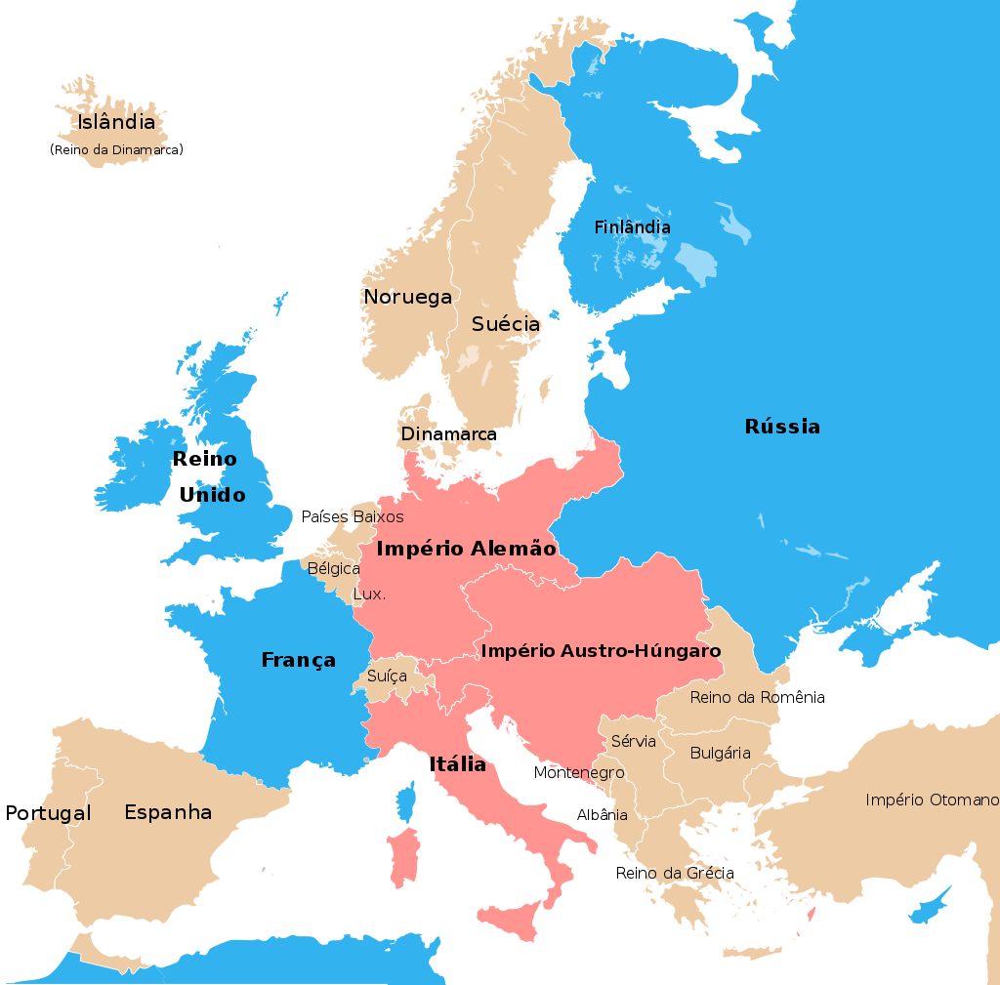 Islândia
(Reino da Dinamarca)
Finlândia
Noruega
Suécia
Dinamarca
Rússia
Reino
Unido
Países Baixos
Império Alemão
Bélgica
Lux.
Império Austro-Húngaro
França
Suíça
Reino da Romênia
Sérvia
Bulgária
Itália
Montenegro
Portugal
Espanha
Albânia
Império Otomano
Reino da Grécia